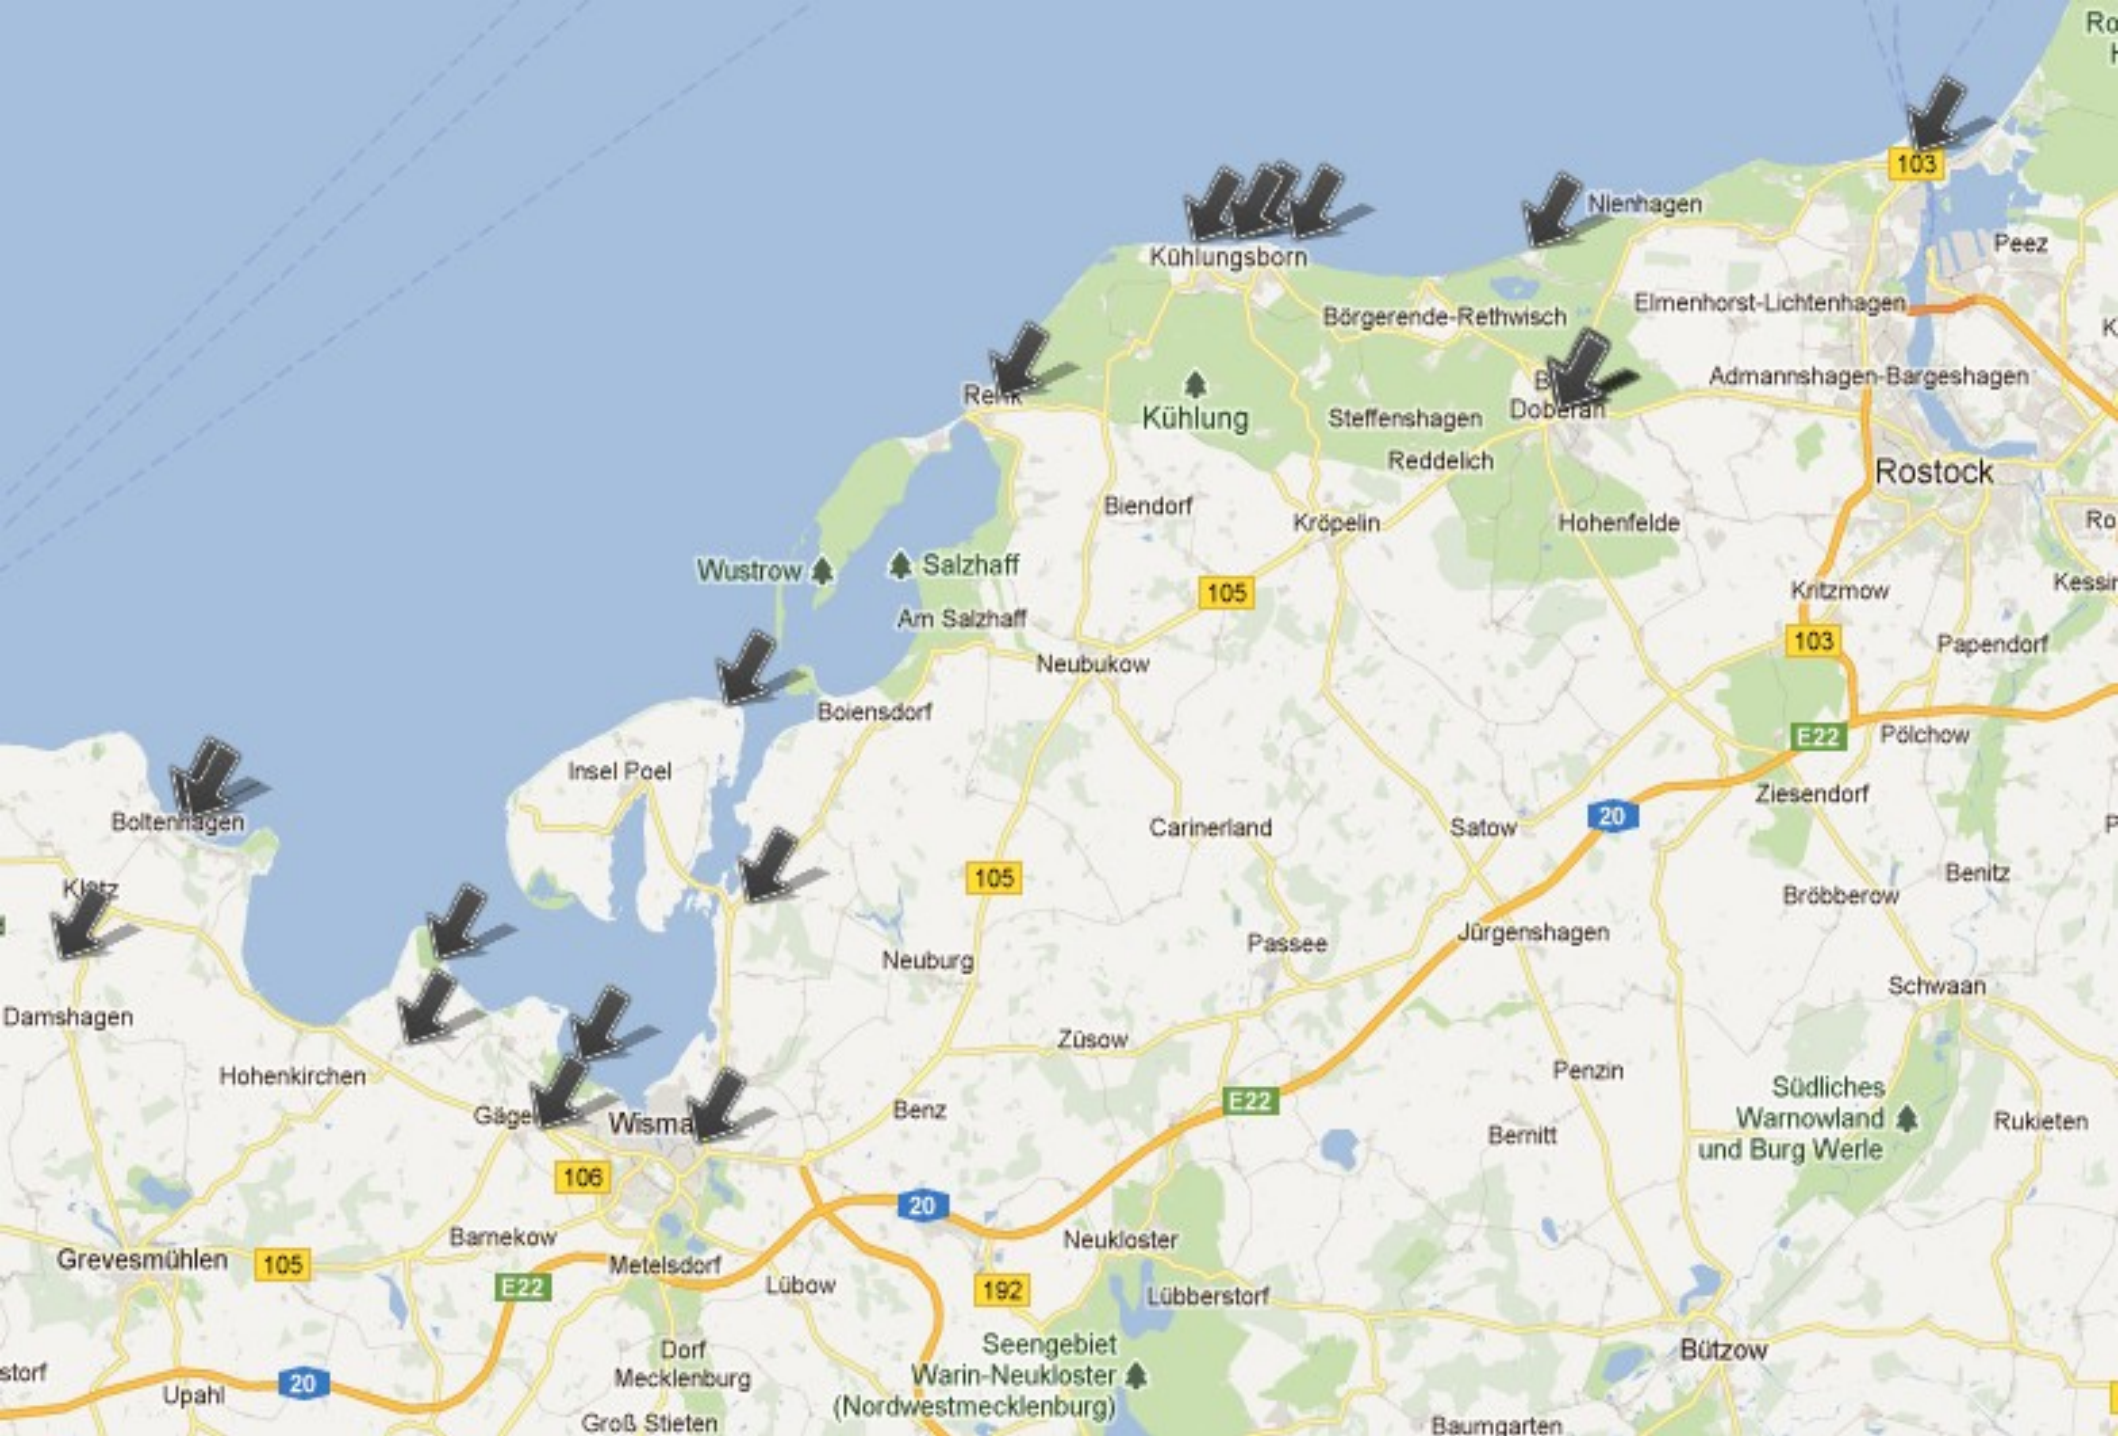 103
Nienhagen
Peez
Kühlungsborn
Elmenhorst-Lichtenhagen
Börgerende-Rethwisch
Admannshagen-Bargeshagen
Doberan
Kühlung
Steffenshagen
Reddelich
Rostock
Biendorf
Kröpelin
Hohenfelde
Wustrow
Salzhaff
105
Kritzmow
Am Salzhaff
103
Papendorf
Neubukow
Boiensdorf
E22
Pölchow
Insel Poel
Ziesendorf
20
Boltenhagen
Carinerland
Satow
105
Benitz
Bröbberow
Jürgenshagen
Passee
Neuburg
Schwaan
Damshagen
Züsow
Hohenkirchen
Penzin
E22
Benz
Südliches
Warnowland
und Burg Werle
Rukieten
Bernitt
106
20
Barnekow
Neukloster
Grevesmühlen
105
Metelsdorf
E22
Lübow
192
Lübberstorf
Seengebiet
Warin-Neukloster
(Nordwestmecklenburg)
Dorf
Mecklenburg
Bützow
storf
20
Upahl
Groß Stieten
Baumgarten